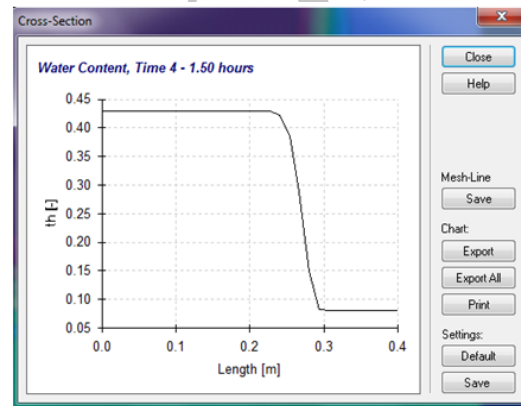 Cross-Section
Water Content, Time 4 - 1.50 hours
0.45
0.40
0.35
0.30
0.25
0.20
0.15
0.10
0.05
th [-]
0.0 0.1 0.2 0.3 0.4
Length [m]
Close
Help
Mesh-Line
Save
Chart:
Export
Export All
Print
Settings:
Default
Save